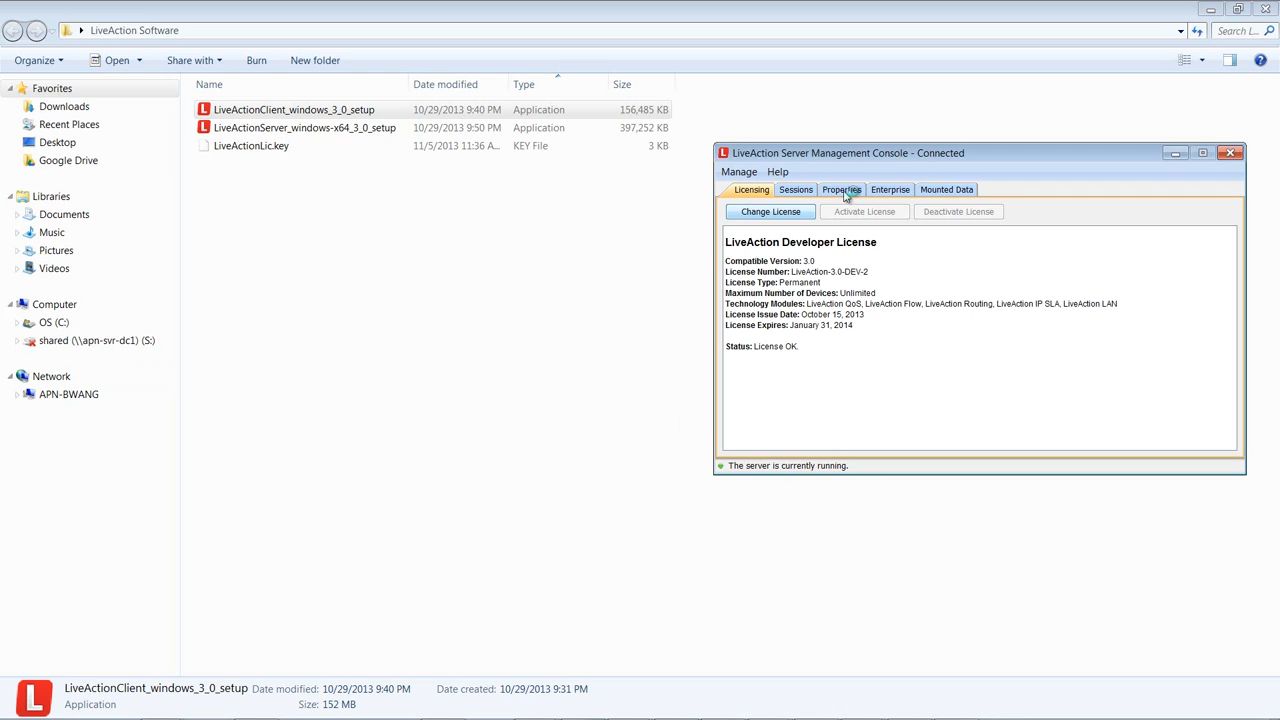 LiveAction Software
Search L...
Organize
Open
Share with
Burn
New folder
Favorites
Downloads
Recent Places
Desktop
Google Drive
Libraries
Documents
Music
Pictures
Videos
Computer
OS (C:)
shared (\\apn-svr-dc1) (S:)
Network
APN-BWANG
Name Date modified Type Size
LiveActionClient_windows_3_0_setup 10/29/2013 9:40 PM Application 156,485 KB
LiveActionServer_windows-x64_3_0_setup 10/29/2013 9:50 PM Application 397,252 KB
LiveActionLic.key 11/5/2013 11:36 A... KEY File 3 KB
LiveAction Server Management Console - Connected
Manage Help
Licensing Sessions Properties Enterprise Mounted Data
Change License Activate License Deactivate License
LiveAction Developer License
Compatible Version: 3.0
License Number: LiveAction-3.0-DEV-2
License Type: Permanent
Maximum Number of Devices: Unlimited
Technology Modules: LiveAction QoS, LiveAction Flow, LiveAction Routing, LiveAction IP SLA, LiveAction LAN
License Issue Date: October 15, 2013
License Expires: January 31, 2014
Status: License OK.
The server is currently running.
LiveActionClient_windows_3_0_setup Date modified: 10/29/2013 9:40 PM Date created: 10/29/2013 9:31 PM
Application Size: 152 MB